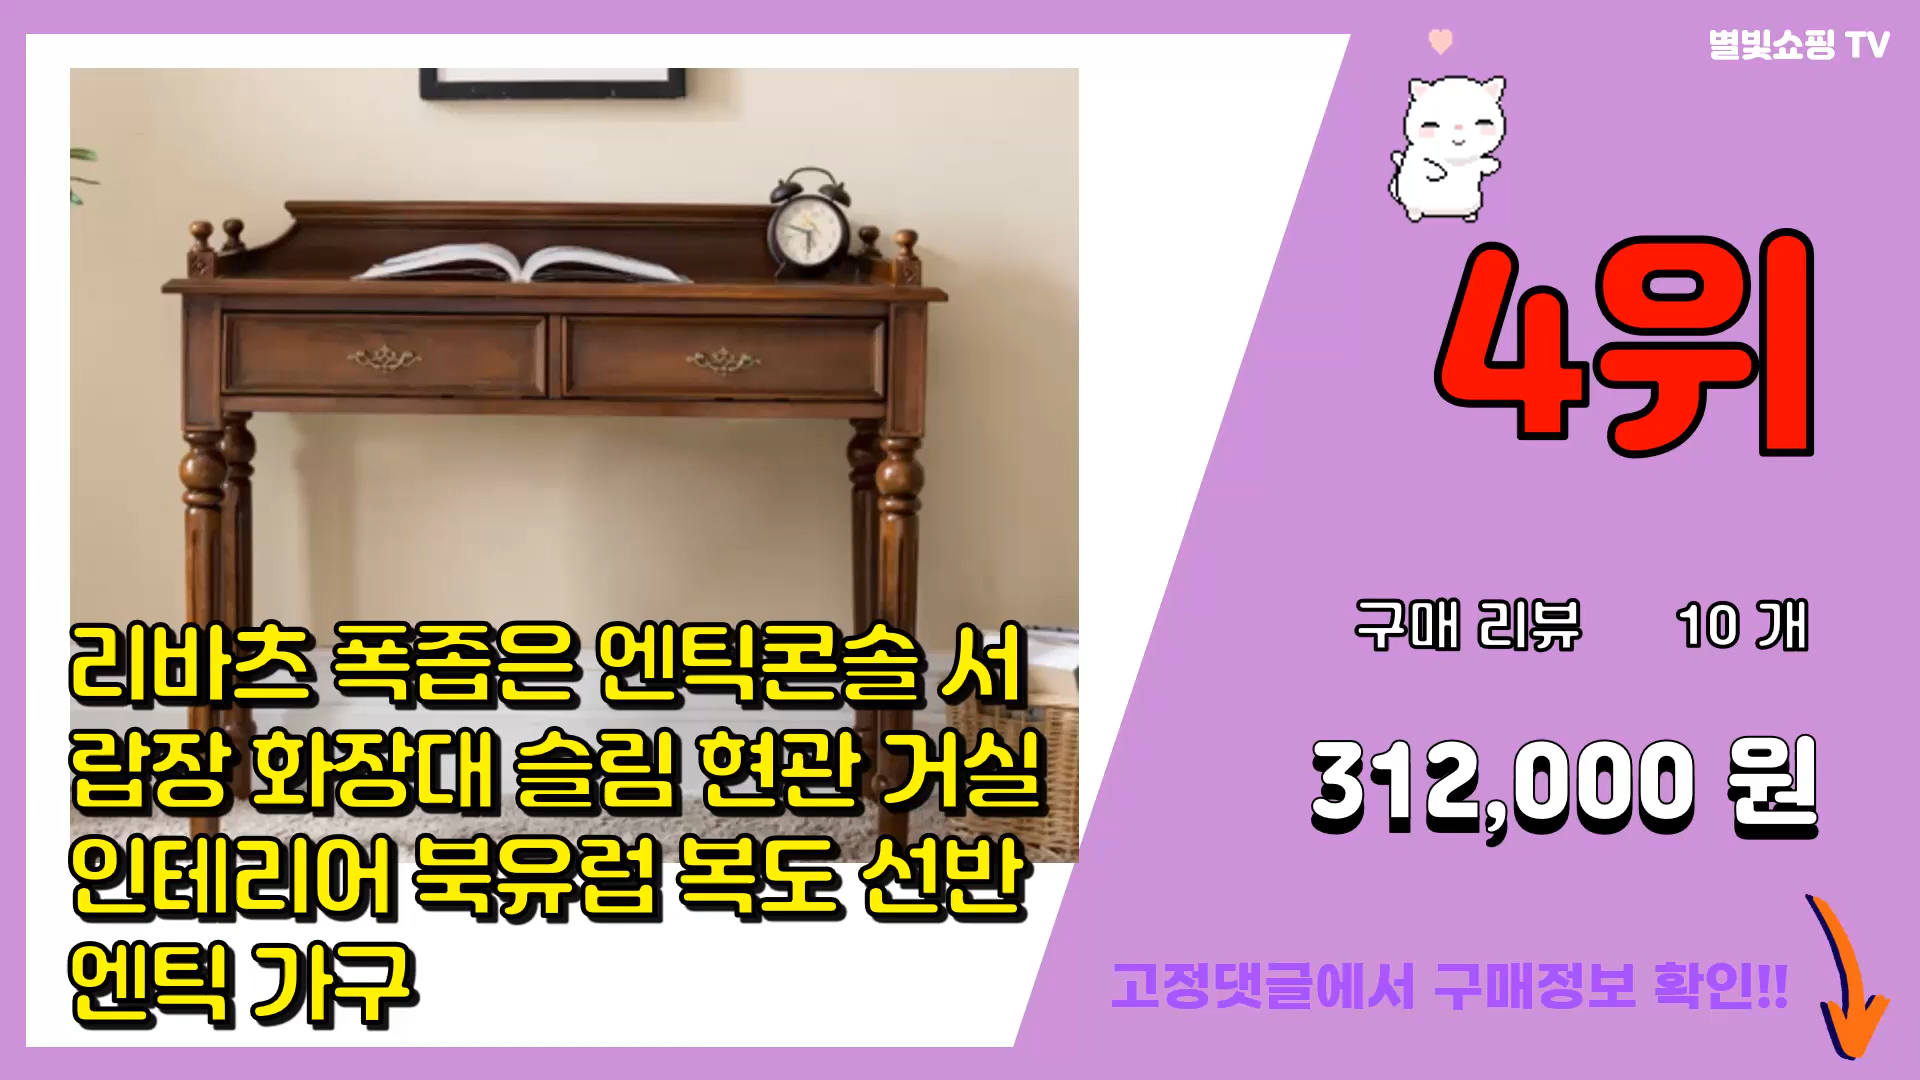 별빛쇼핑 TV
4위
구매 리뷰 10 개
312,000 원
리바츠 폭좁은 엔틱콘솔 서
랍장 화장대 슬림 현관 거실
인테리어 북유럽 복도 선반
엔틱 가구
고정댓글에서 구매정보 확인!!